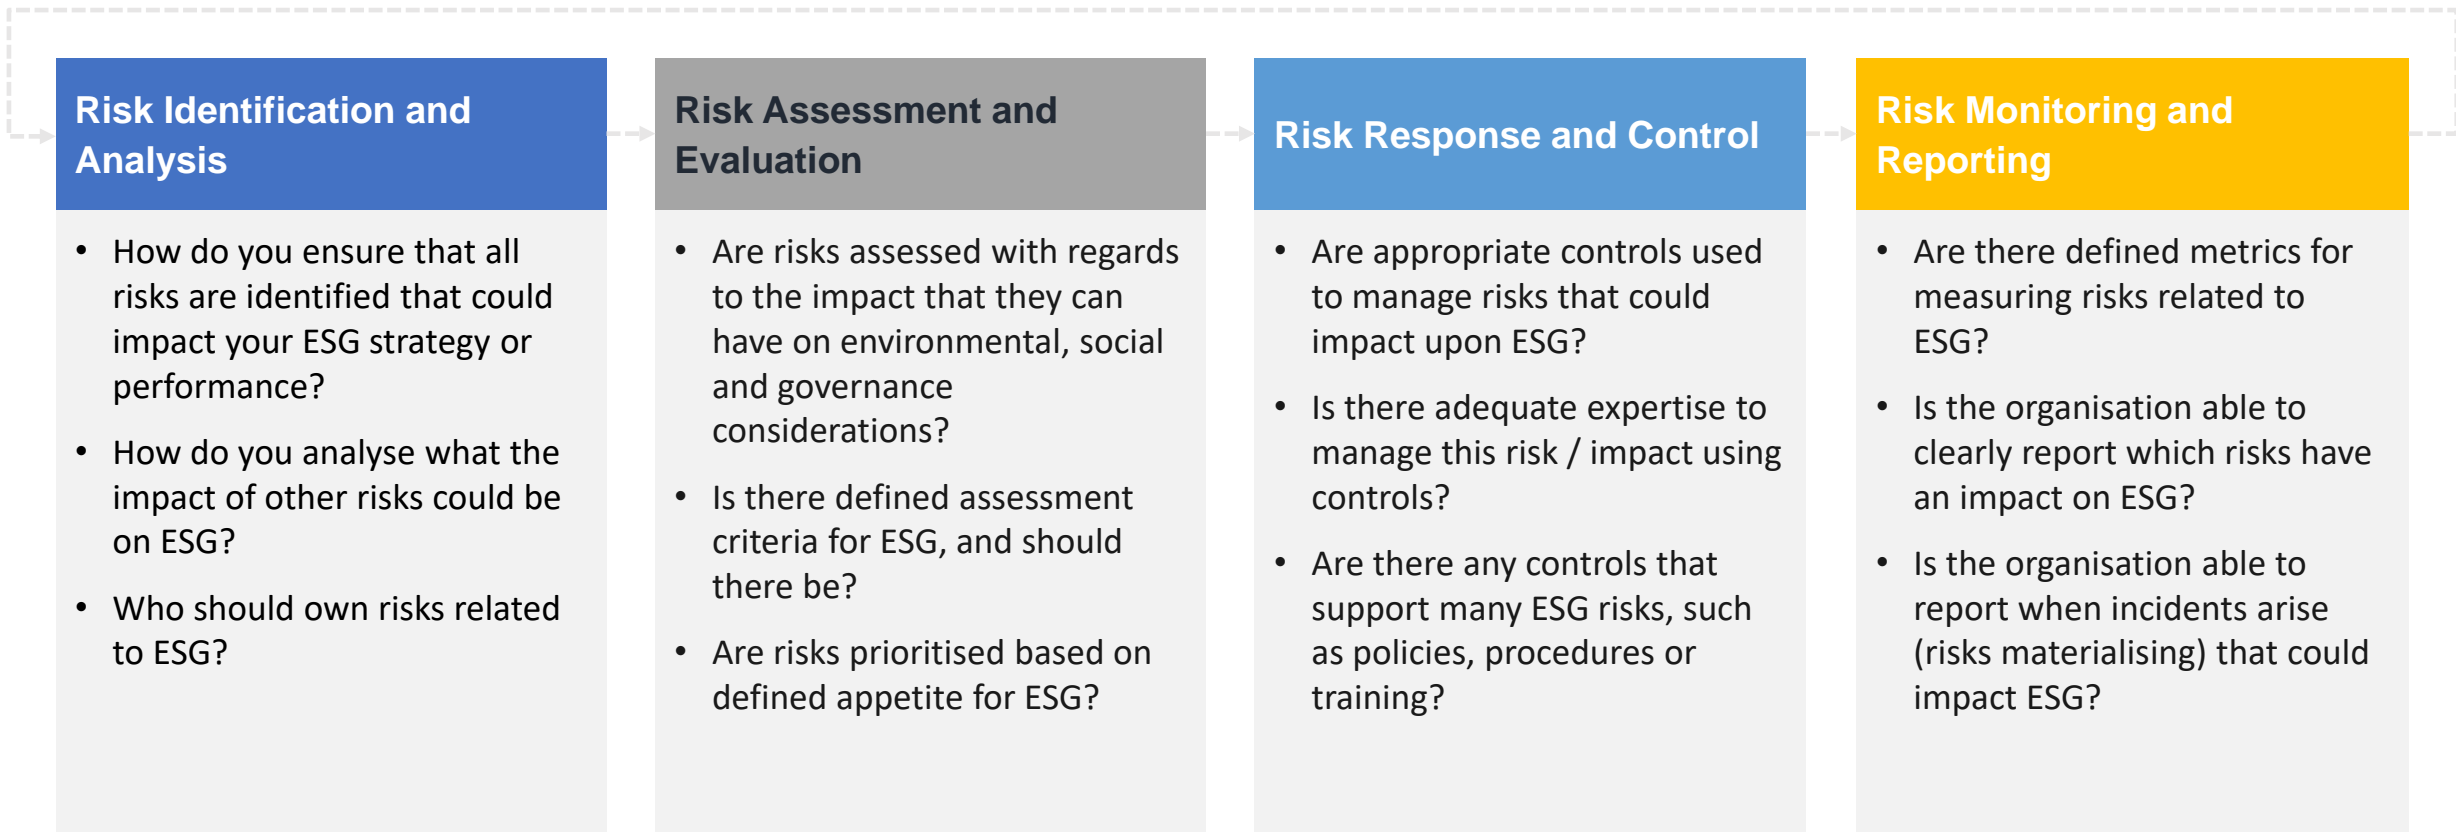 Risk Identification and
Analysis
• How do you ensure that all
risks are identified that could
impact your ESG strategy or
performance?
• How do you analyse what the
impact of other risks could be
on ESG?
• Who should own risks related
to ESG?
Risk Assessment and
Evaluation
• Are risks assessed with regards
to the impact that they can
have on environmental, social
and governance
considerations?
• Is there defined assessment
criteria for ESG, and should
there be?
• Are risks prioritised based on
defined appetite for ESG?
Risk Response and Control
• Are appropriate controls used
to manage risks that could
impact upon ESG?
• Is there adequate expertise to
manage this risk / impact using
controls?
• Are there any controls that
support many ESG risks, such
as policies, procedures or
training?
Risk Monitoring and
Reporting
• Are there defined metrics for
measuring risks related to
ESG?
• Is the organisation able to
clearly report which risks have
an impact on ESG?
• Is the organisation able to
report when incidents arise
(risks materialising) that could
impact ESG?